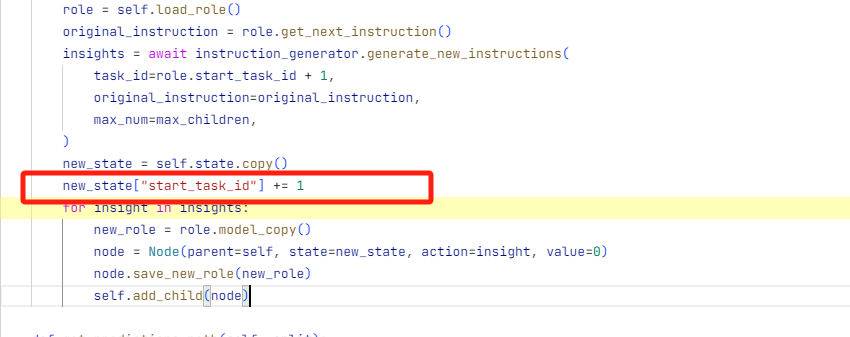 role = self.load_role()
original_instruction = role.get_next_instruction()
insights = await instruction_generator.generate_new_instructions(
task_id=role.start_task_id + 1,
original_instruction=original_instruction,
max_num=max_children,
)
new_state = self.state.copy()
new_state["start_task_id"] += 1
for insight in insights:
new_role = role.model_copy()
node = Node(parent=self, state=new_state, action=insight, value=0)
node.save_new_role(new_role)
self.add_child(node)